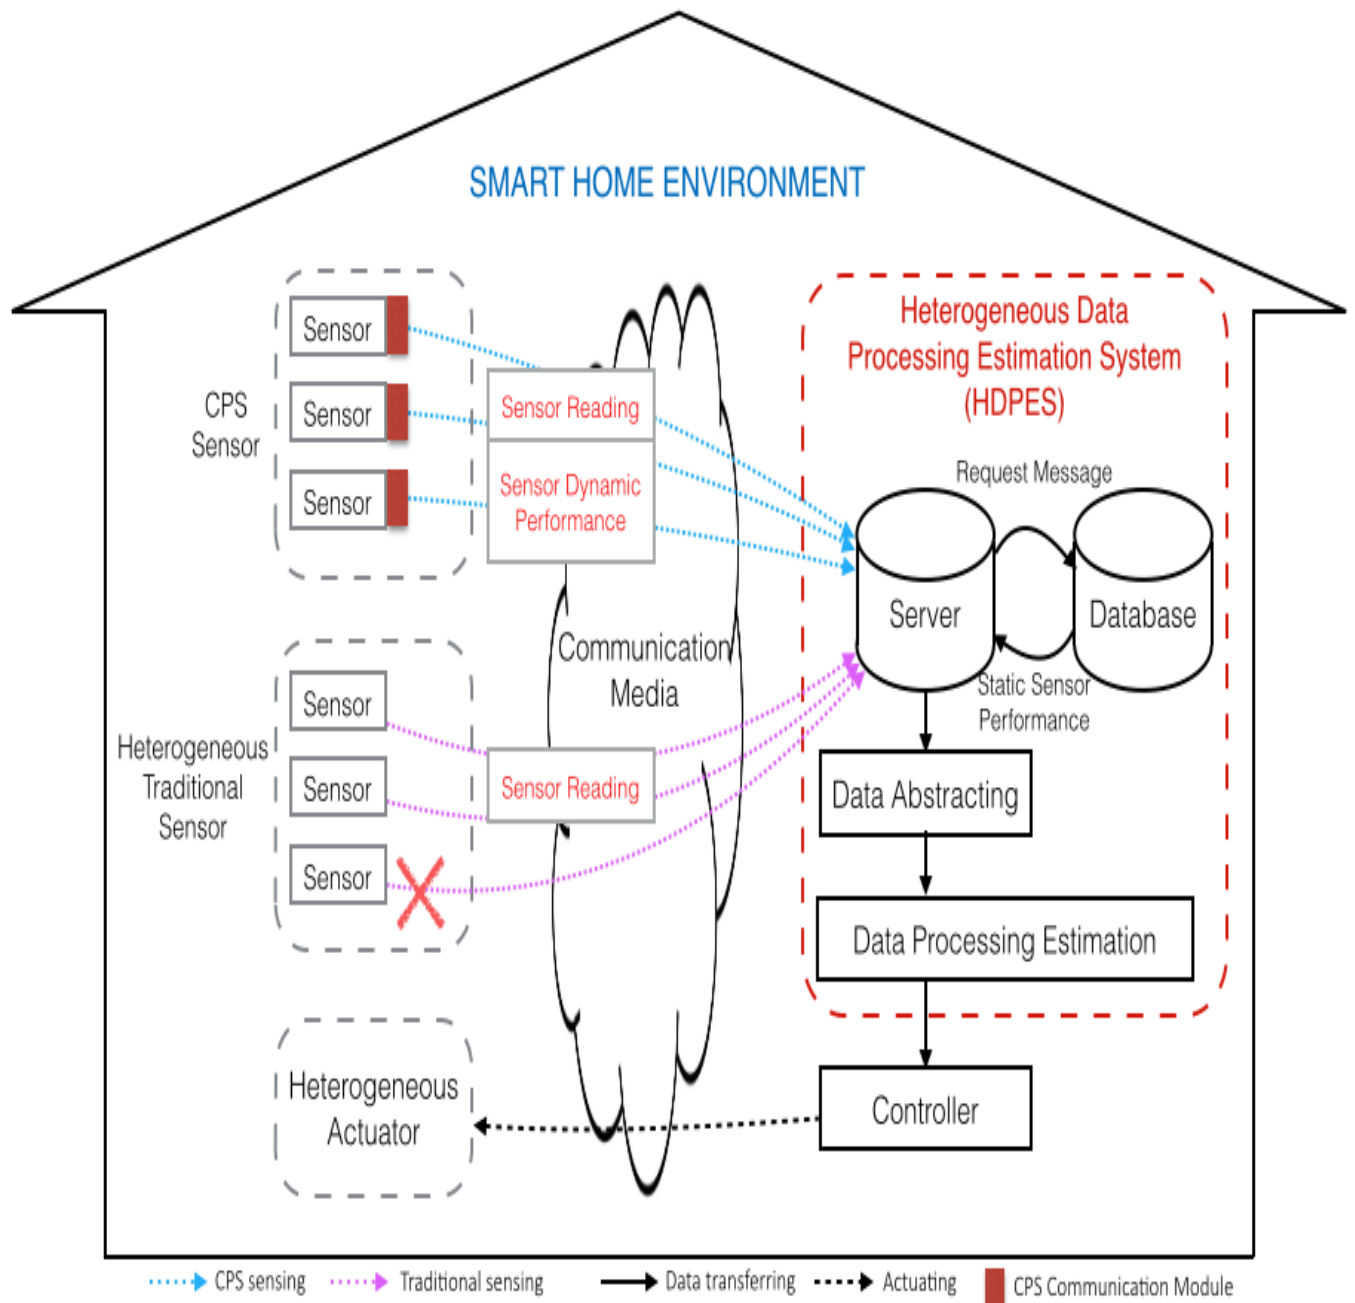 SMART HOME ENVIRONMENT
CPS
Sensor
Sensor
Sensor
Sensor
Sensor Reading
Sensor Dynamic
Performance
Heterogeneous Data
Processing Estimation System
(HDPES)
Request Message
Server
Database
Static Sensor
Performance
Communication
Media
Heterogeneous
Traditional
Sensor
Sensor
Sensor
Sensor
Sensor Reading
Data Abstracting
Data Processing Estimation
Controller
Heterogeneous
Actuator
CPS sensing
Traditional sensing
Data transferring
Actuating
CPS Communication Module